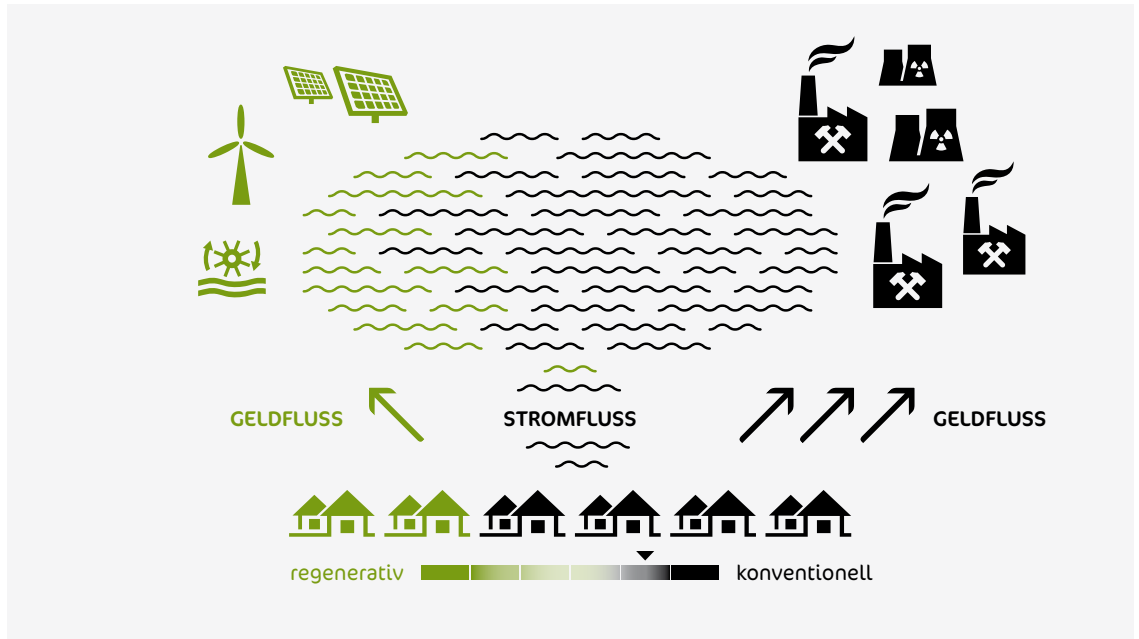 GELDFLUSS
STROMFLUSS
GELDFLUSS
regenerativ
konventionell